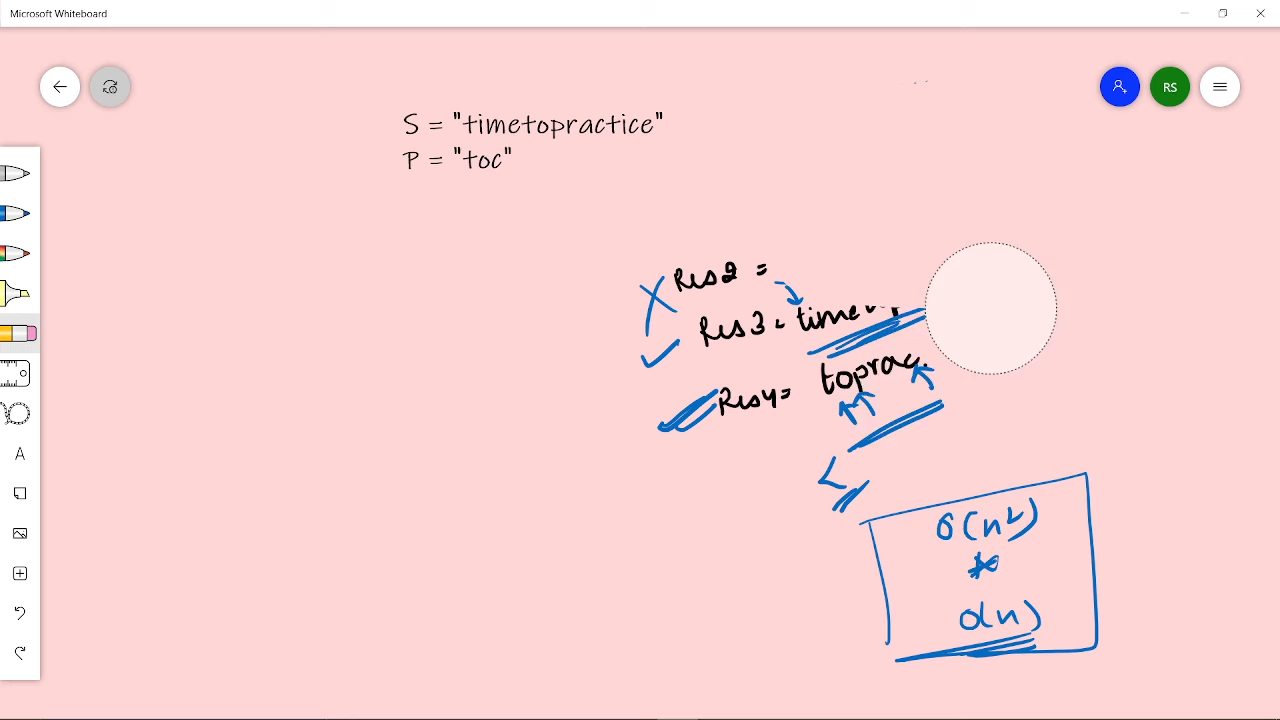 Microsoft Whiteboard
RS
S = "timetopractice"
P = "toc"
Res2 =
Res3 = time
Res4 = toprac
A
O(n²)
*
O(n)